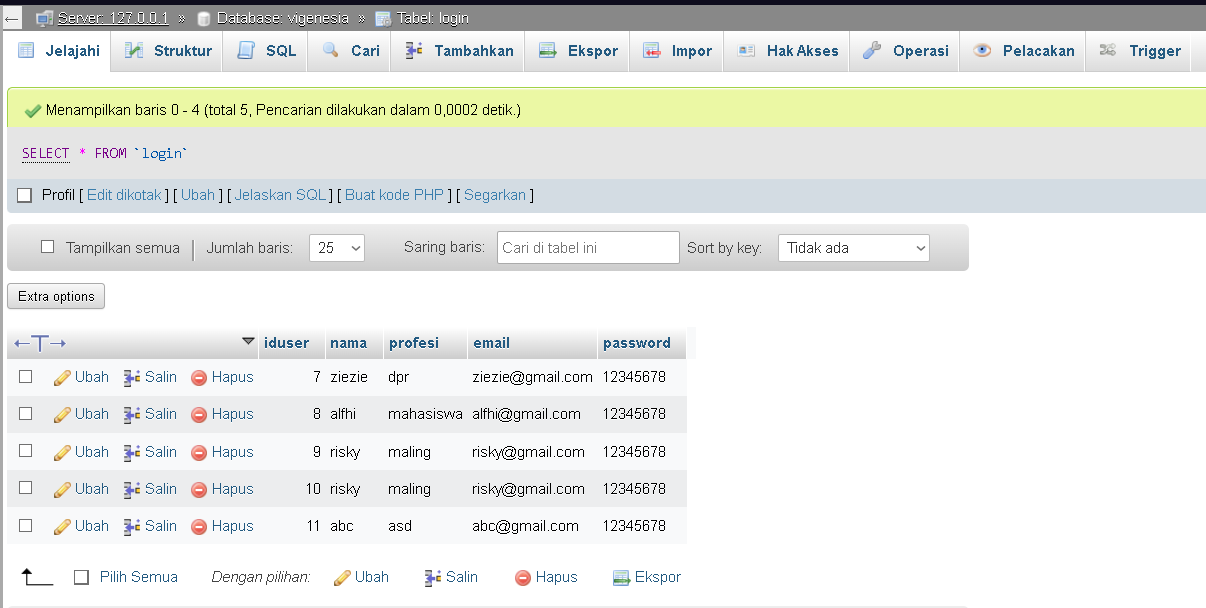 Server: 127.0.0.1 » Database: vigenesia » Tabel: login
Jelajahi Struktur SQL Cari Tambahkan Ekspor Impor Hak Akses Operasi Pelacakan Trigger
Menampilkan baris 0 - 4 (total 5, Pencarian dilakukan dalam 0,0002 detik.)
SELECT * FROM `login`
Profil [ Edit dikotak ] [ Ubah ] [ Jelaskan SQL ] [ Buat kode PHP ] [ Segarkan ]
Tampilkan semua | Jumlah baris: 25 Saring baris: Cari di tabel ini Sort by key: Tidak ada
Extra options
←T→ iduser nama profesi email password
Ubah Salin Hapus 7 ziezie dpr ziezie@gmail.com 12345678
Ubah Salin Hapus 8 alfhi mahasiswa alfhi@gmail.com 12345678
Ubah Salin Hapus 9 risky maling risky@gmail.com 12345678
Ubah Salin Hapus 10 risky maling risky@gmail.com 12345678
Ubah Salin Hapus 11 abc asd abc@gmail.com 12345678
Pilih Semua Dengan pilihan: Ubah Salin Hapus Ekspor